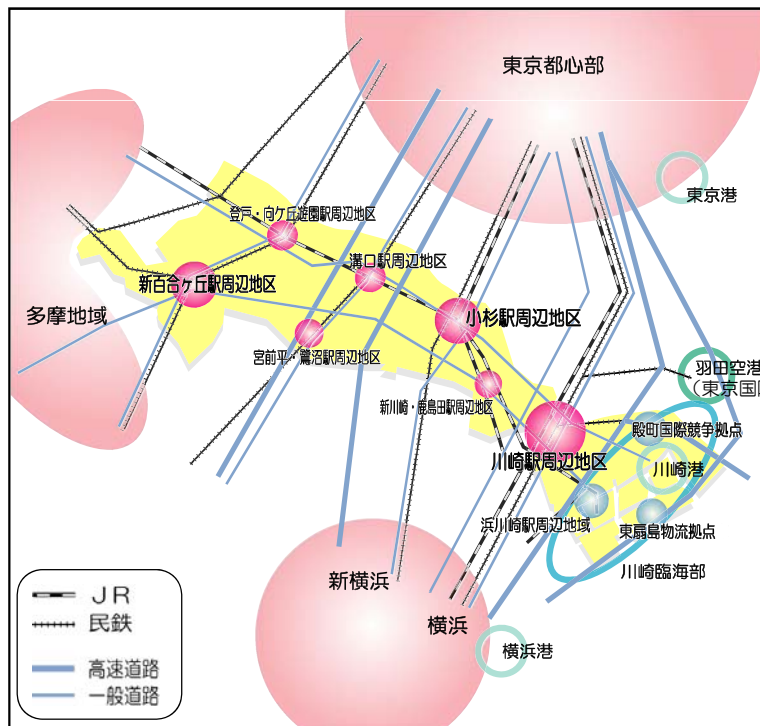 東京都心部
東京港
登戸・向ケ丘遊園駅周辺地区
溝口駅周辺地区
新百合ケ丘駅周辺地区
多摩地域
小杉駅周辺地区
宮前平・鷺沼駅周辺地区
羽田空港
(東京国
新川崎・鹿島田駅周辺地区
殿町国際競争拠点
川崎駅周辺地区
川崎港
浜川崎駅周辺地域
東扇島物流拠点
川崎臨海部
新横浜
横浜
横浜港
JR
民鉄
高速道路
一般道路